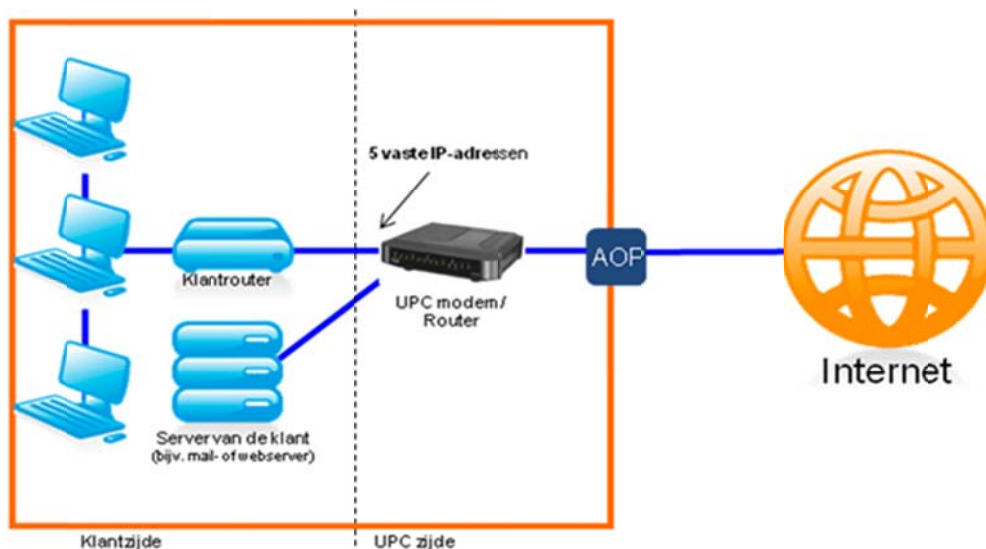 5 vaste IP-adressen
AOP
Klantrouter
UPC modem/
Router
Internet
Server van de klant
(bijv. mail- of webserver)
Klantzijde
UPC zijde